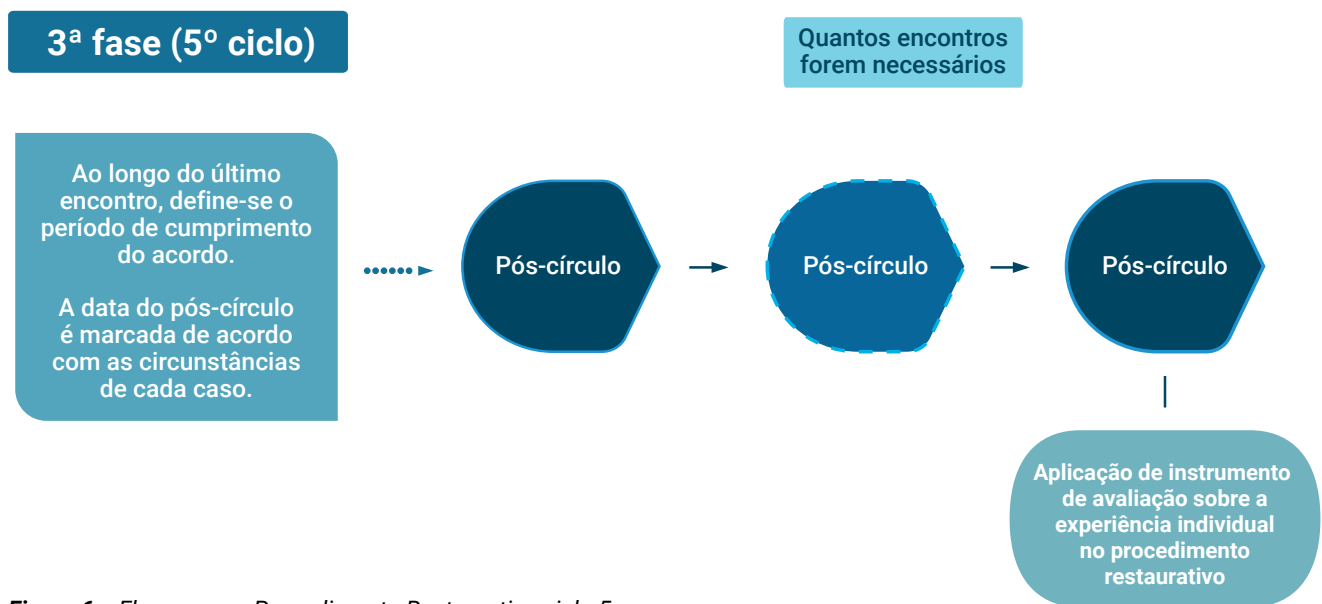 3ª fase (5º ciclo)
Quantos encontros
forem necessários
Ao longo do último
encontro, define-se o
período de cumprimento
do acordo.
A data do pós-círculo
é marcada de acordo
com as circunstâncias
de cada caso.
Pós-círculo
Pós-círculo
Pós-círculo
Aplicação de instrumento
de avaliação sobre a
experiência individual
no procedimento
restaurativo